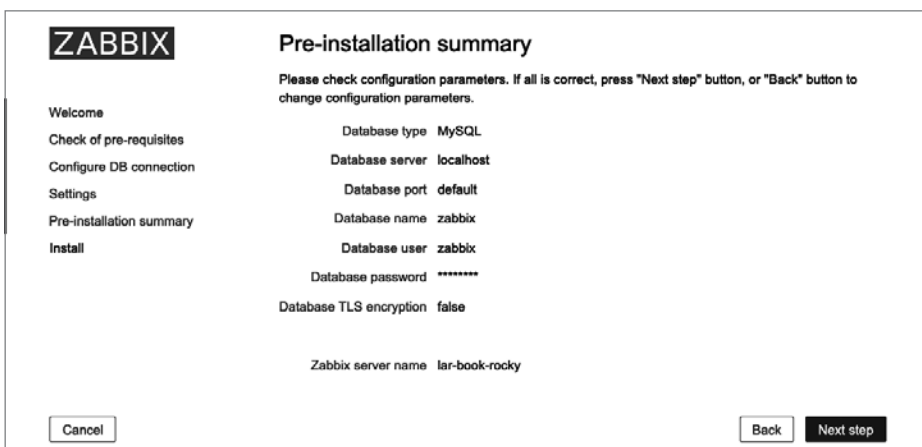 ZABBIX
Welcome
Check of pre-requisites
Configure DB connection
Settings
Pre-installation summary
Install
Pre-installation summary
Please check configuration parameters. If all is correct, press "Next step" button, or "Back" button to
change configuration parameters.
Database type MySQL
Database server localhost
Database port default
Database name zabbix
Database user zabbix
Database password ********
Database TLS encryption false
Zabbix server name lar-book-rocky
Cancel
Back
Next step